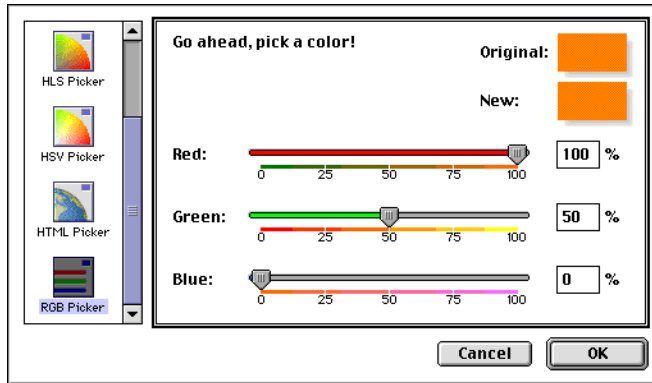 HLS Picker
HSV Picker
HTML Picker
RGB Picker
Go ahead, pick a color!
Original:
New:
Red:
0 25 50 75 100
100 %
Green:
0 25 50 75 100
50 %
Blue:
0 25 50 75 100
0 %
Cancel
OK